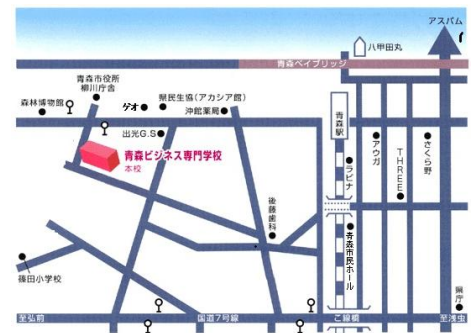 アスパム
八甲田丸
青森ベイブリッジ
青森市役所
柳川庁舎
森林博物館
ゲオ
県民生協(アカシア館)
沖館薬局
出光G.S
青森ビジネス専門学校
本校
青森駅
ラビナ
アウガ
THREE
さくら野
後藤歯科
青森市民ホール
篠田小学校
県庁
至弘前
国道7号線
こ線橋
至浅虫